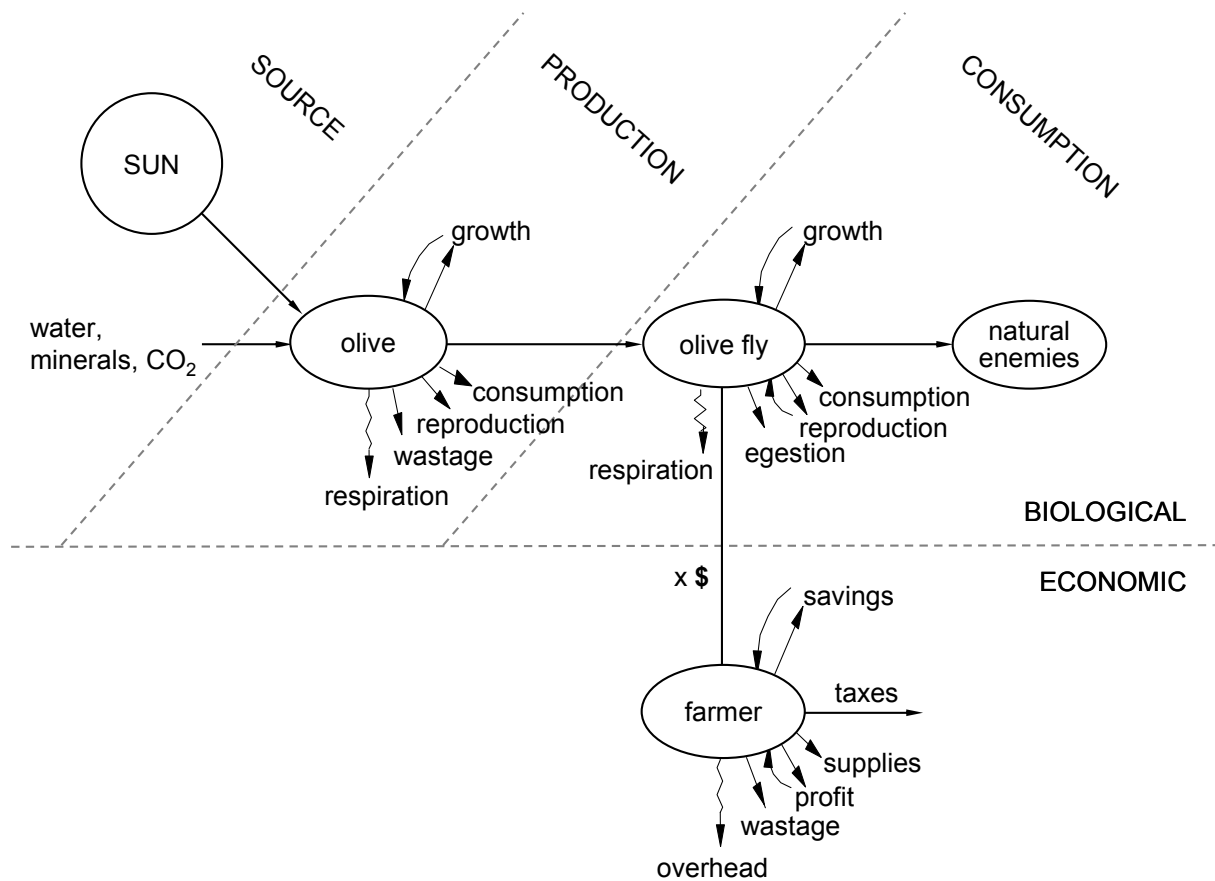 SOURCE
PRODUCTION
CONSUMPTION
SUN
growth
growth
water,
minerals, CO₂
olive
olive fly
natural
enemies
consumption
reproduction
wastage
respiration
consumption
reproduction
egestion
respiration
BIOLOGICAL
x $
ECONOMIC
savings
farmer
taxes
supplies
profit
wastage
overhead